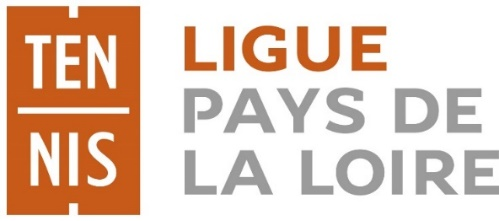 TEN
NIS
LIGUE
PAYS DE
LA LOIRE